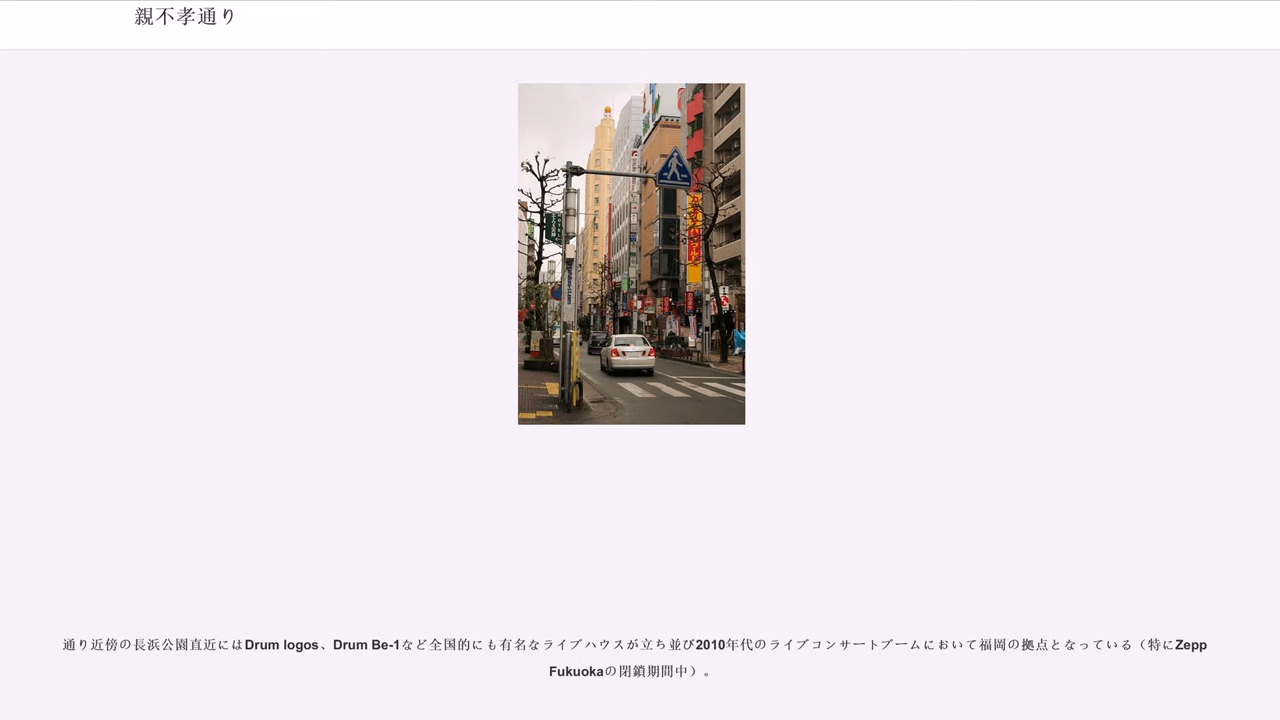 親不孝通り
通り近傍の長浜公園直近にはDrum logos、Drum Be-1など全国的にも有名なライブハウスが立ち並び2010年代のライブコンサートブームにおいて福岡の拠点となっている（特にZepp
Fukuokaの閉鎖期間中）。